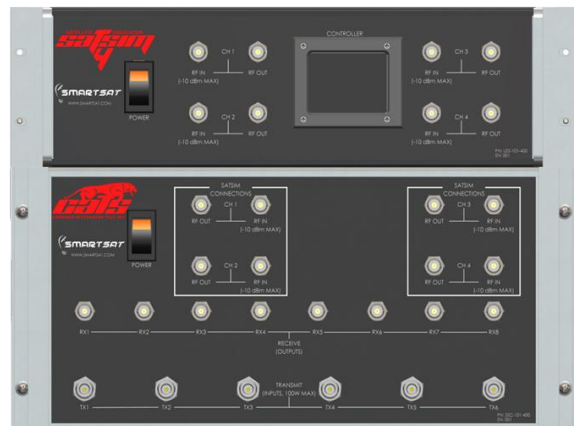 satsim
4
SMARTSAT
WWW.SMARTSAT.COM
POWER
CH 1
RF IN
(-10 dBm MAX)
RF OUT
CH 2
RF IN
(-10 dBm MAX)
RF OUT
CONTROLLER
CH 3
RF IN
(-10 dBm MAX)
RF OUT
CH 4
RF IN
(-10 dBm MAX)
RF OUT
CATS
SMARTSAT
WWW.SMARTSAT.COM
POWER
SATSIM
CONNECTIONS
CH 1
RF OUT
RF IN
(-10 dBm MAX)
CH 2
RF OUT
RF IN
(-10 dBm MAX)
SATSIM
CONNECTIONS
CH 3
RF OUT
RF IN
(-10 dBm MAX)
CH 4
RF OUT
RF IN
(-10 dBm MAX)
RX1 RX2 RX3 RX4 RX5 RX6 RX7 RX8
RECEIVE
(OUTPUTS)
TRANSMIT
(INPUTS, 100W MAX)
TX1 TX2 TX3 TX4 TX5 TX6